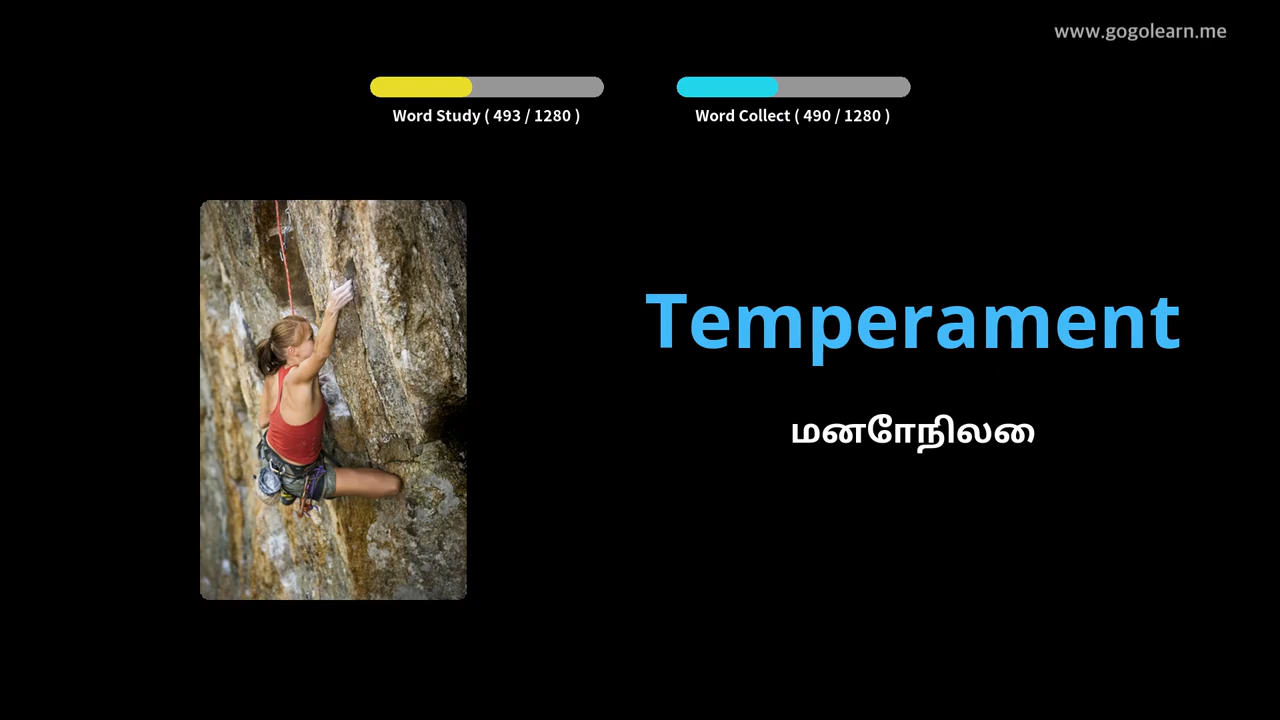 www.gogolearn.me
Word Study ( 493 / 1280 )
Word Collect ( 490 / 1280 )
Temperament
மனோநிலை